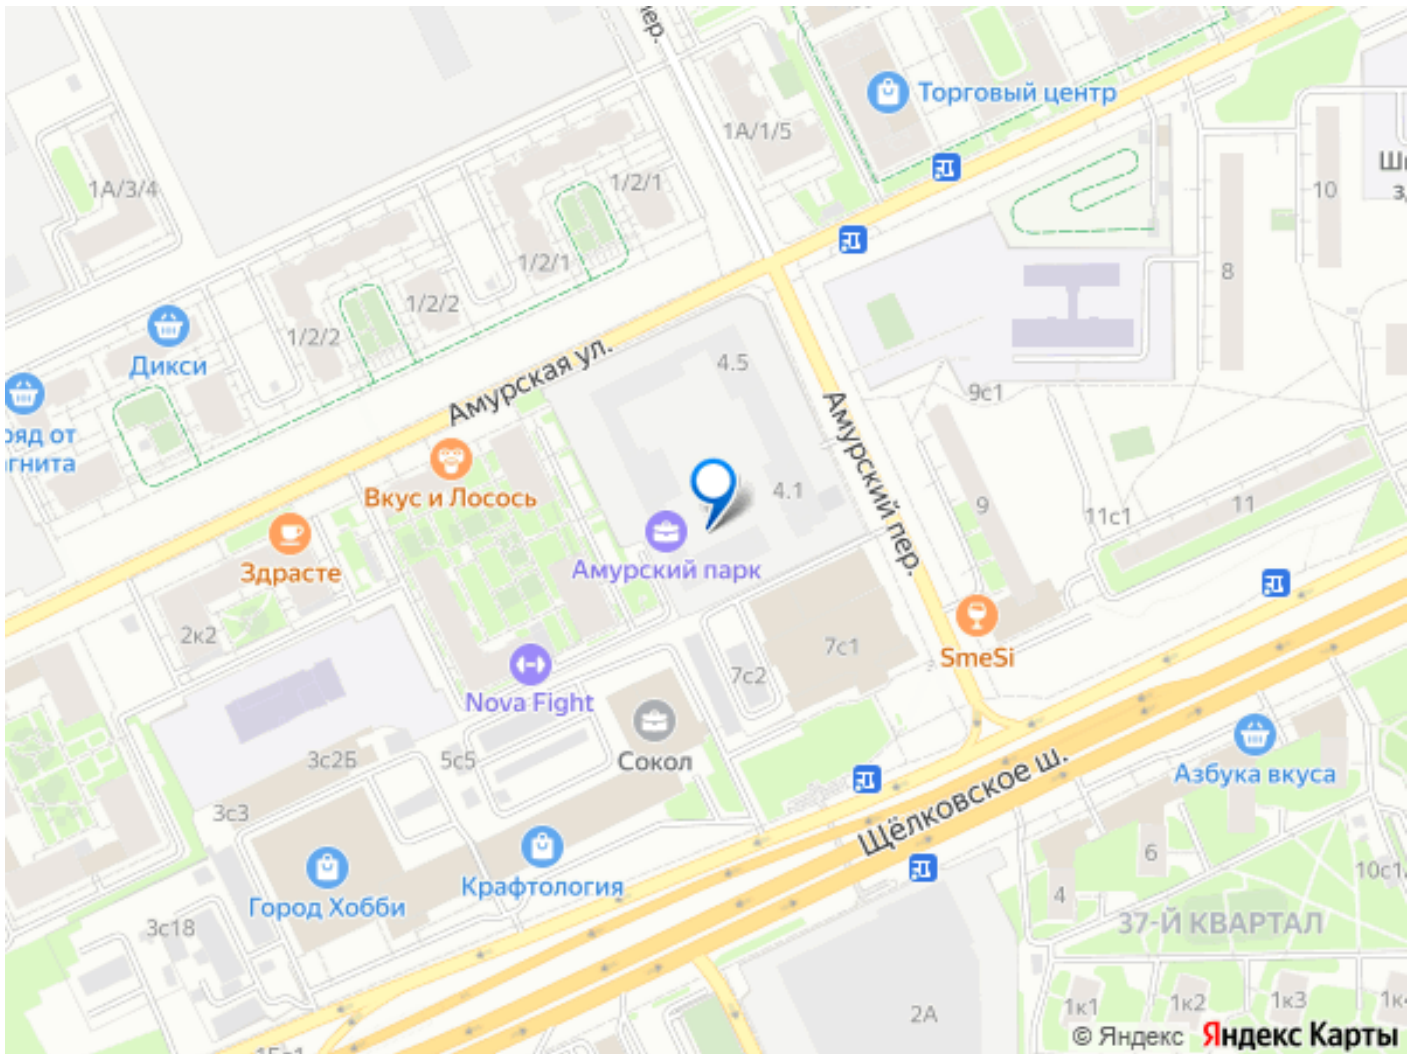 пер.
Торговый центр
1А/1/5
1А/3/4
1/2/1
10
8
1/2/1
1/2/2
1/2/2
Дикси
4.5
Амурская ул.
9с1
Амурский пер.
Вкус и Лосось
4.1
9
11с1
11
Здрасте
Амурский парк
2к2
7с1
SmeSi
7с2
Nova Fight
Сокол
3с2Б
5с5
Щёлковское ш.
Азбука вкуса
3с3
6
4
10с1
Крафтология
Город Хобби
3с18
37-Й КВАРТАЛ
2А
1к1
1к2
1к3
© Яндекс Яндекс Карты